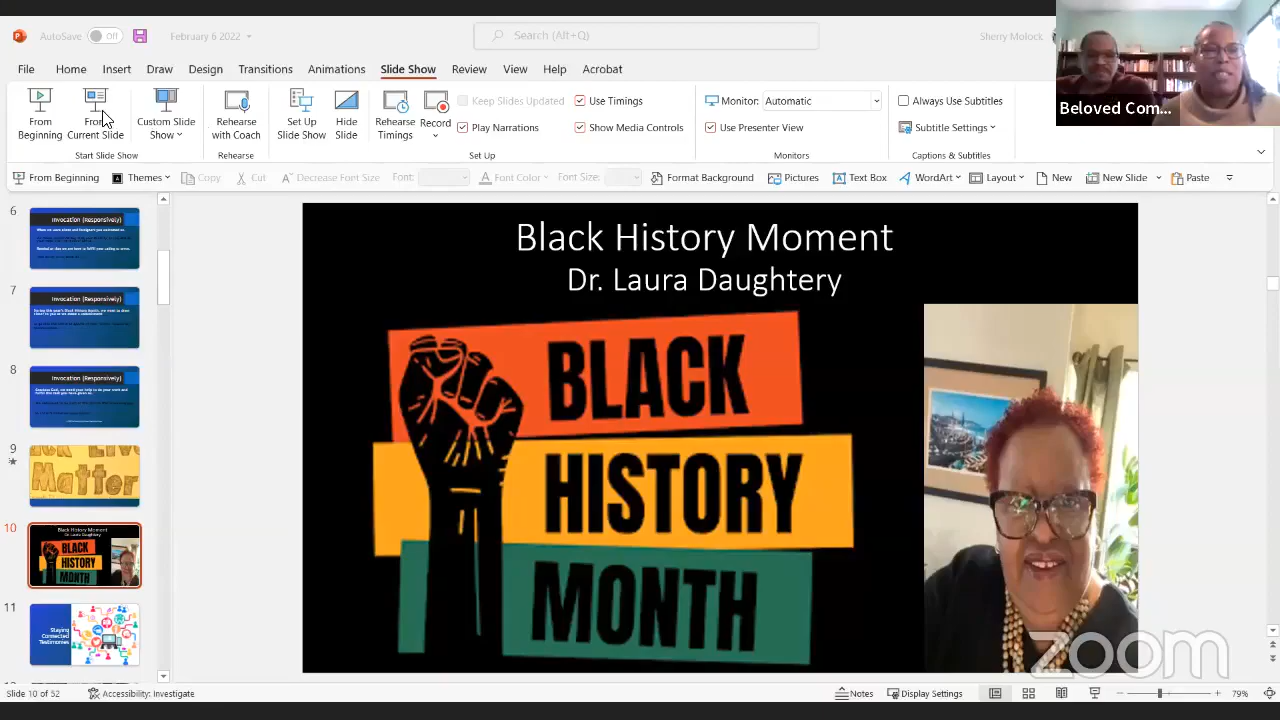 AutoSave Off
February 6 2022
Search (Alt+Q)
Sherry Molock
File Home Insert Draw Design Transitions Animations Slide Show Review View Help Acrobat
From Beginning
From Current Slide
Custom Slide Show
Start Slide Show
Rehearse with Coach
Rehearse
Set Up Slide Show
Hide Slide
Rehearse Timings
Record
Keep Slides Updated
Play Narrations
Use Timings
Show Media Controls
Set Up
Monitor: Automatic
Use Presenter View
Monitors
Always Use Subtitles
Subtitle Settings
Captions & Subtitles
Beloved Com...
From Beginning Themes Copy Cut Decrease Font Size Font: Font Color Font Size: Format Background Pictures Text Box WordArt Layout New New Slide Paste
6
Invocation (Responsively)
7
Invocation (Responsively)
8
Invocation (Responsively)
9
Matter
10
Black History Moment
Dr. Laura Daughtery
BLACK
HISTORY
MONTH
11
Staying
Connected
Testimonies
Black History Moment
Dr. Laura Daughtery
BLACK
HISTORY
MONTH
zoom
Slide 10 of 52 Accessibility: Investigate Notes Display Settings 79%